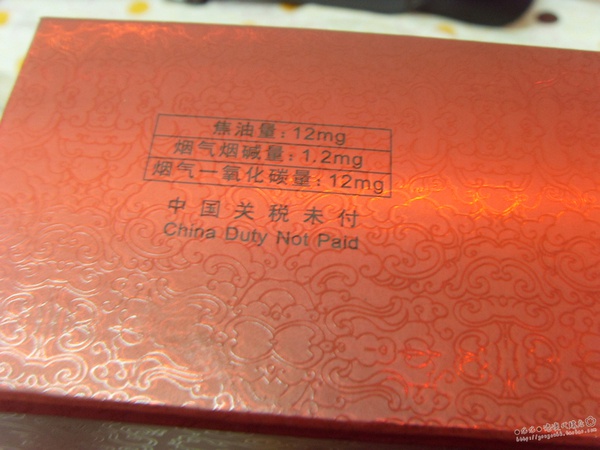 焦油量:12mg
烟气烟碱量:1.2mg
烟气一氧化碳量:12mg
中国关税未付
China Duty Not Paid